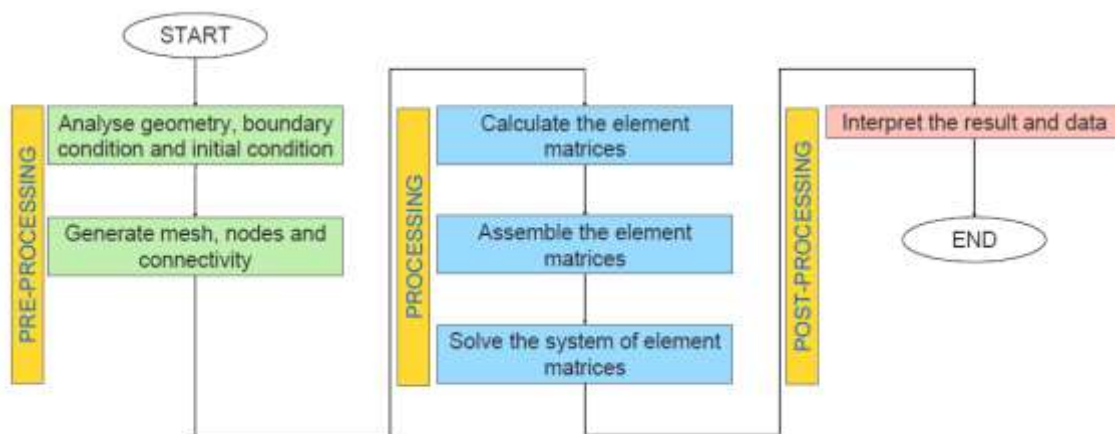 START
PRE-PROCESSING
Analyse geometry, boundary
condition and initial condition
Generate mesh, nodes and
connectivity
PROCESSING
Calculate the element
matrices
Assemble the element
matrices
Solve the system of element
matrices
POST-PROCESSING
Interpret the result and data
END